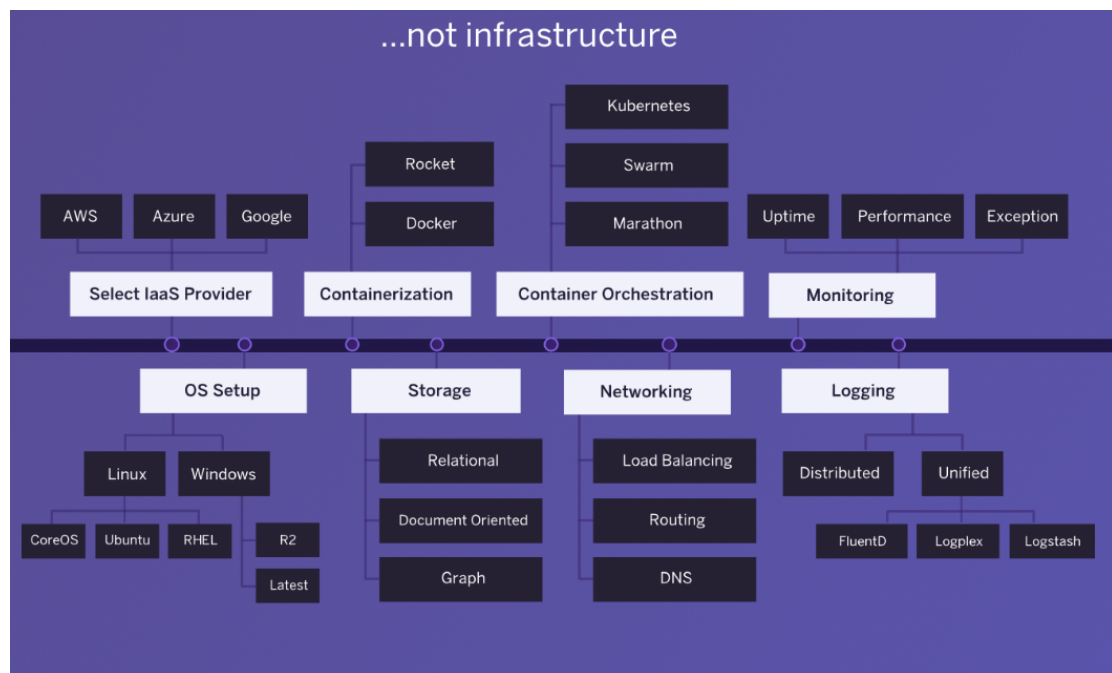 ...not infrastructure
Kubernetes
Rocket
Swarm
AWS
Azure
Google
Docker
Marathon
Uptime
Performance
Exception
Select IaaS Provider
Containerization
Container Orchestration
Monitoring
OS Setup
Storage
Networking
Logging
Linux
Windows
Relational
Load Balancing
Distributed
Unified
CoreOS
Ubuntu
RHEL
R2
Document Oriented
Routing
FluentD
Logplex
Logstash
Latest
Graph
DNS